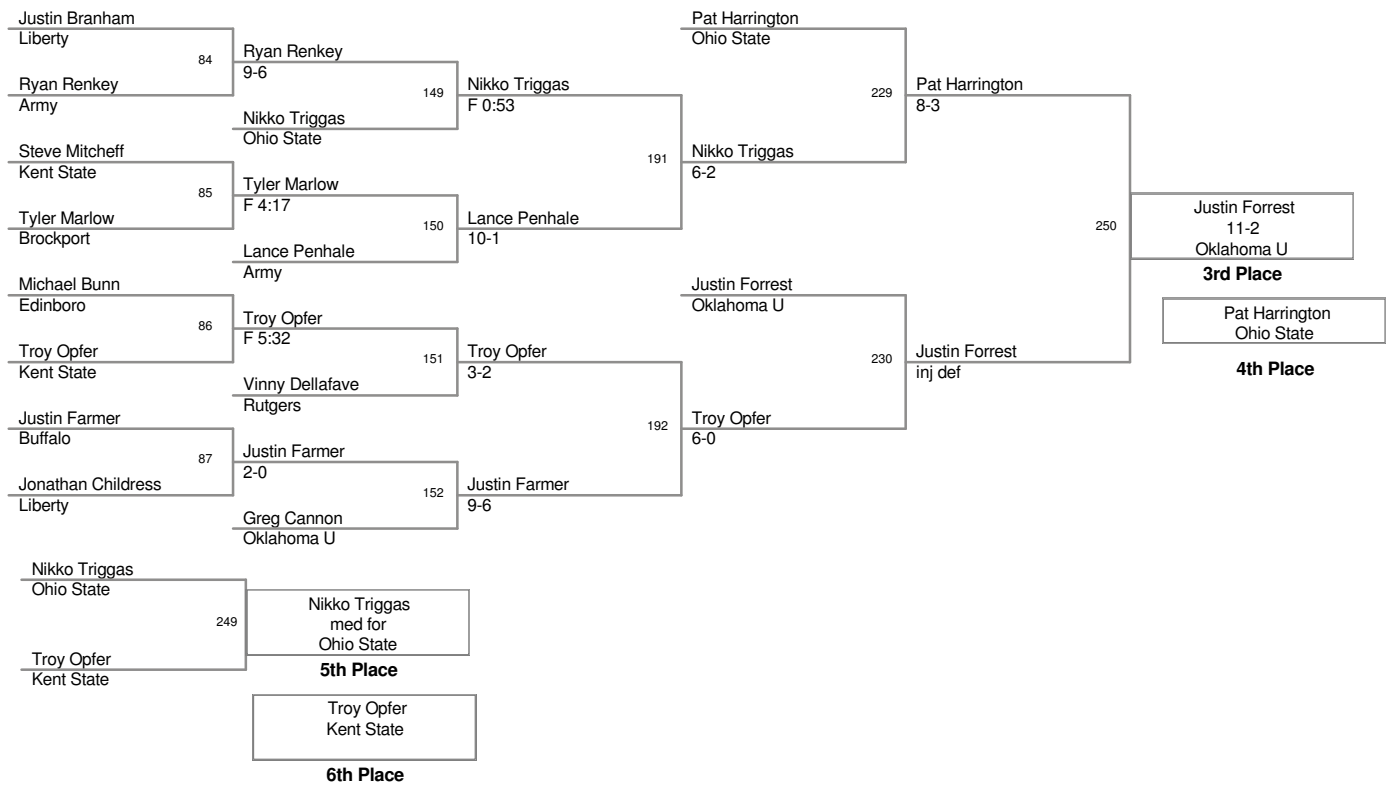 Justin Branham
Liberty
84
Ryan Renkey
Army
Steve Mitcheff
Kent State
85
Tyler Marlow
Brockport
Michael Bunn
Edinboro
86
Troy Opfer
Kent State
Justin Farmer
Buffalo
87
Jonathan Childress
Liberty
Ryan Renkey
9-6
149
Nikko Triggas
Ohio State
Tyler Marlow
F 4:17
150
Lance Penhale
Army
Troy Opfer
F 5:32
151
Vinny Dellafave
Rutgers
Justin Farmer
2-0
152
Greg Cannon
Oklahoma U
Nikko Triggas
F 0:53
191
Lance Penhale
10-1
Troy Opfer
3-2
192
Justin Farmer
9-6
Pat Harrington
Ohio State
229
Nikko Triggas
6-2
Justin Forrest
Oklahoma U
230
Troy Opfer
6-0
Pat Harrington
8-3
250
Justin Forrest
inj def
Justin Forrest
11-2
Oklahoma U
3rd Place
Pat Harrington
Ohio State
4th Place
Nikko Triggas
Ohio State
249
Troy Opfer
Kent State
Nikko Triggas
med for
Ohio State
5th Place
Troy Opfer
Kent State
6th Place